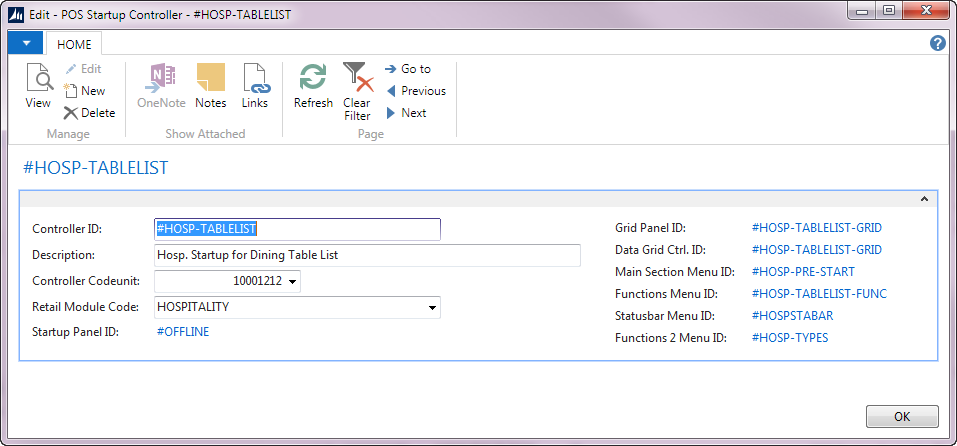 Edit - POS Startup Controller - #HOSP-TABLELIST
HOME
View
Edit
New
Delete
Manage
OneNote
Notes
Links
Show Attached
Refresh
Clear
Filter
Go to
Previous
Next
Page
#HOSP-TABLELIST
Controller ID: #HOSP-TABLELIST
Description: Hosp. Startup for Dining Table List
Controller Codeunit: 10001212
Retail Module Code: HOSPITALITY
Startup Panel ID: #OFFLINE
Grid Panel ID: #HOSP-TABLELIST-GRID
Data Grid Ctrl. ID: #HOSP-TABLELIST-GRID
Main Section Menu ID: #HOSP-PRE-START
Functions Menu ID: #HOSP-TABLELIST-FUNC
Statusbar Menu ID: #HOSPSTABAR
Functions 2 Menu ID: #HOSP-TYPES
OK